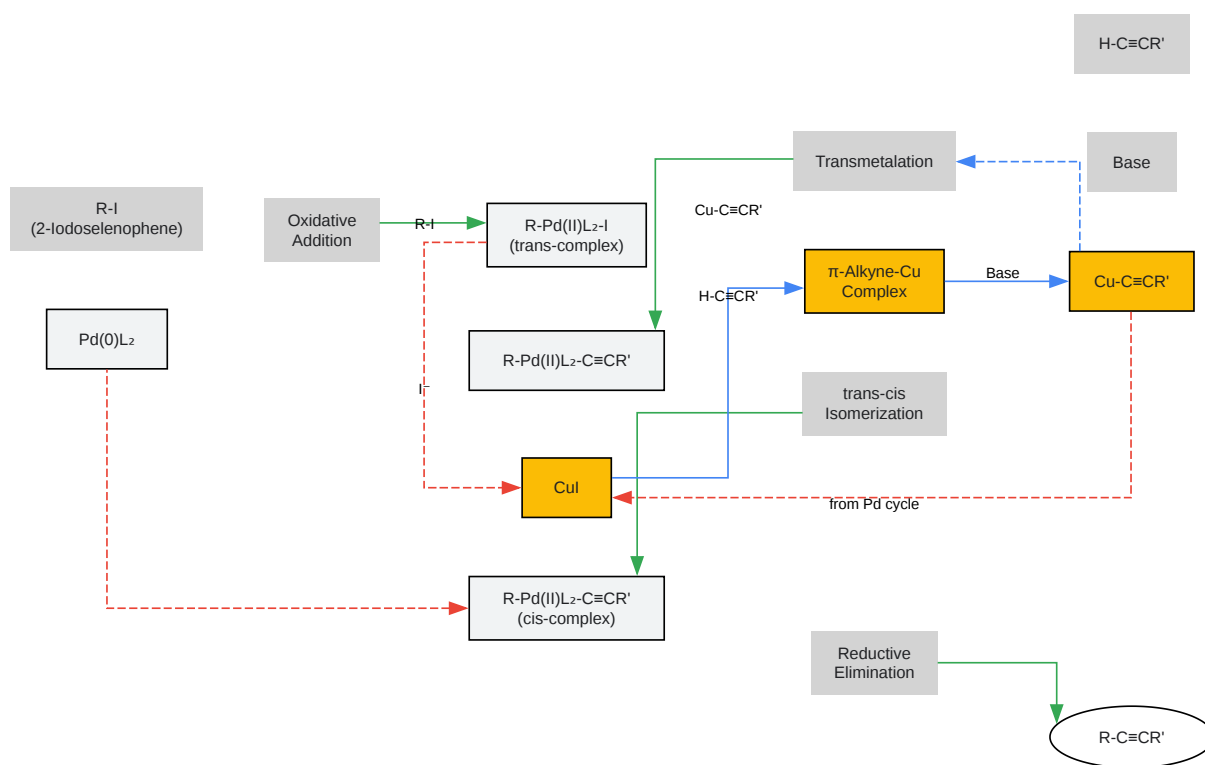 H-C≡CR'
Transmetalation
Base
R-I
(2-Iodoselenophene)
Oxidative
Addition
R-I
R-Pd(II)L₂-I
(trans-complex)
Cu-C≡CR'
π-Alkyne-Cu
Complex
Base
Cu-C≡CR'
H-C≡CR'
Pd(0)L₂
R-Pd(II)L₂-C≡CR'
I⁻
trans-cis
Isomerization
CuI
from Pd cycle
R-Pd(II)L₂-C≡CR'
(cis-complex)
Reductive
Elimination
R-C≡CR'